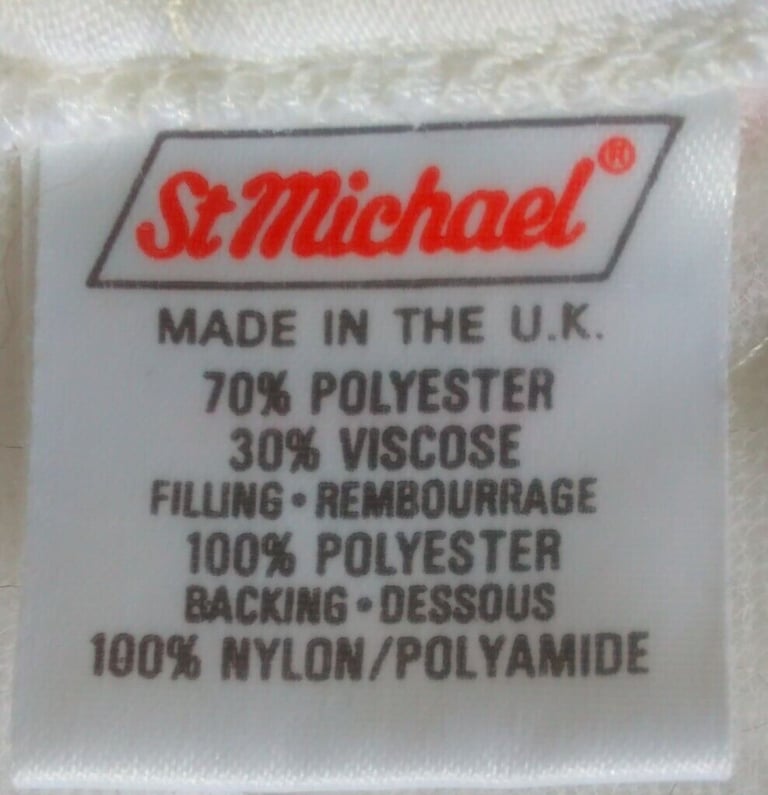 St Michael®
MADE IN THE U.K.
70% POLYESTER
30% VISCOSE
FILLING • REMBOURRAGE
100% POLYESTER
BACKING • DESSOUS
100% NYLON/POLYAMIDE